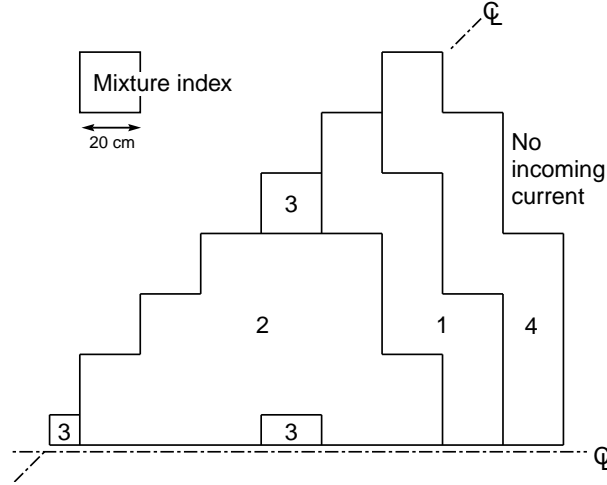 ℄
Mixture index
20 cm
No
incoming
current
3
2
1
4
3
3
℄